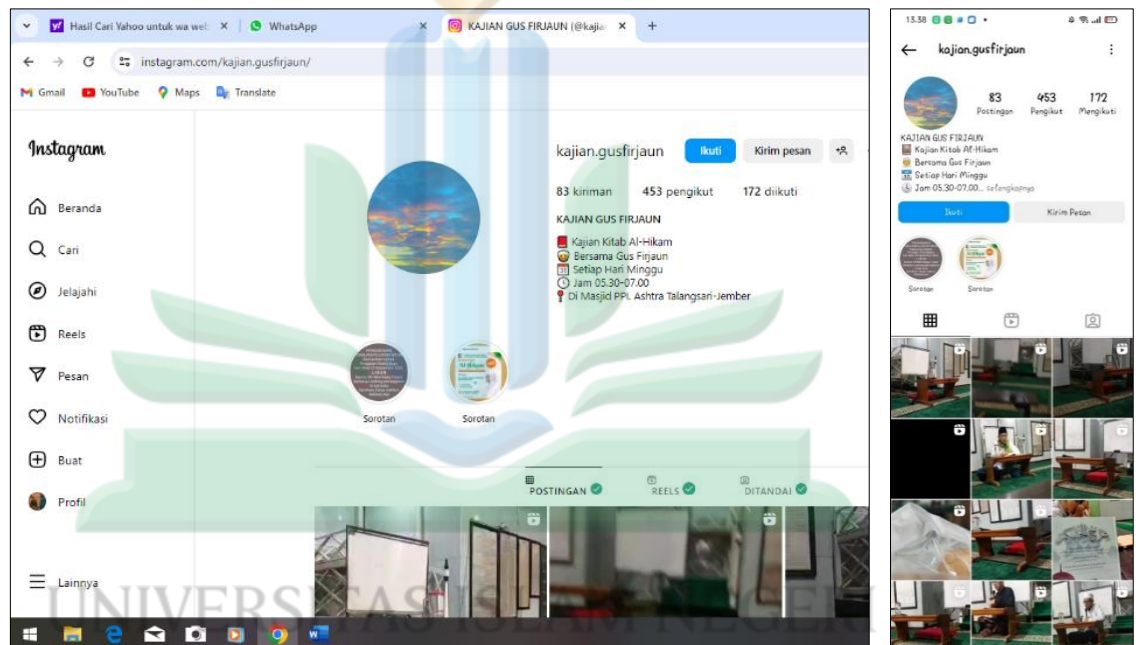 Hasil Cari Yahoo untuk wa web
WhatsApp
KAJIAN GUS FIRJAUN (@kajian
instagram.com/kajian.gusfirjaun/
Gmail
YouTube
Maps
Translate
Instagram
Beranda
Cari
Jelajahi
Reels
Pesan
Notifikasi
Buat
Profil
Lainnya
kajian.gusfirjaun
Ikuti
Kirim pesan
83 kiriman 453 pengikut 172 diikuti
KAJIAN GUS FIRJAUN
Kajian Kitab Al-Hikam
Bersama Gus Firjaun
Setiap Hari Minggu
Jam 05.30-07.00
Di Masjid PPI. Ashtra Talangsari-Jember
Sorotan
Sorotan
POSTINGAN
REELS
DITANDAI
UNIVERSITAS ISLAM NEGERI
13.38
kajian.gusfirjaun
83 453 172
Postingan Pengikut Mengikuti
KAJIAN GUS FIRJAUN
Kajian Kitab Al-Hikam
Bersama Gus Firjaun
Setiap Hari Minggu
Jam 05.30-07.00... selengkapnya
Ikuti
Kirim Pesan
Sorotan
Sorotan